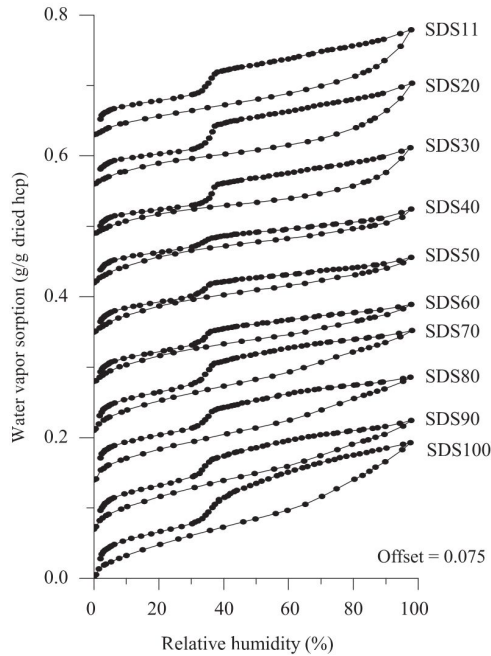 0.8
0.6
0.4
0.2
0.0
Water vapor sorption (g/g dried hcp)
SDS11
SDS20
SDS30
SDS40
SDS50
SDS60
SDS70
SDS80
SDS90
SDS100
Offset = 0.075
0 20 40 60 80 100
Relative humidity (%)